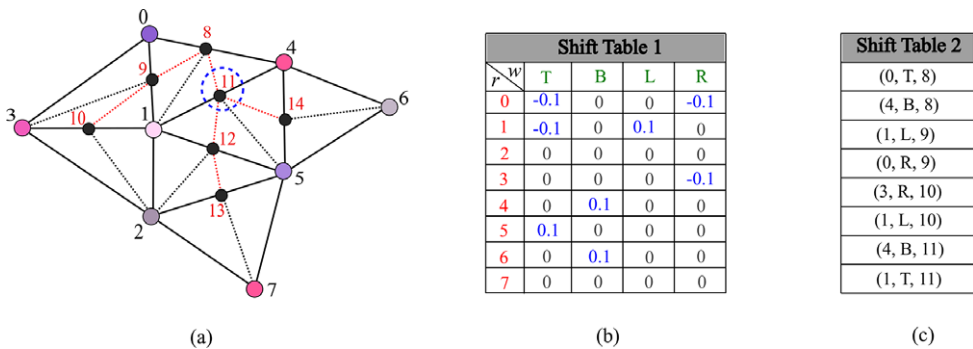 0
8
4
9
11
3
10
1
14
6
12
5
2
13
7
(a)
Shift Table 1
r w T B L R
0 -0.1 0 0 -0.1
1 -0.1 0 0.1 0
2 0 0 0 0
3 0 0 0 -0.1
4 0 0.1 0 0
5 0.1 0 0 0
6 0 0.1 0 0
7 0 0 0 0
(b)
Shift Table 2
(0, T, 8)
(4, B, 8)
(1, L, 9)
(0, R, 9)
(3, R, 10)
(1, L, 10)
(4, B, 11)
(1, T, 11)
(c)